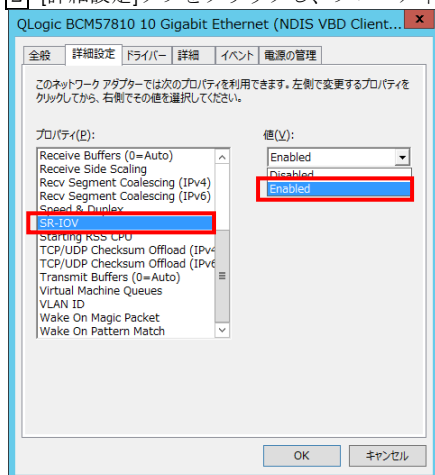 [詳細設定]
QLogic BCM57810 10 Gigabit Ethernet (NDIS VBD Client...
全般 詳細設定 ドライバー 詳細 イベント 電源の管理
このネットワーク アダプターでは次のプロパティを利用できます。左側で変更するプロパティを
クリックしてから、右側でその値を選択してください。
プロパティ(P): 値(V):
Receive Buffers (0=Auto) Enabled
Receive Side Scaling Disabled
Recv Segment Coalescing (IPv4) Enabled
Recv Segment Coalescing (IPv6)
Speed & Duplex
SR-IOV
Starting RSS CPU
TCP/UDP Checksum Offload (IPv4
TCP/UDP Checksum Offload (IPv6
Transmit Buffers (0=Auto)
Virtual Machine Queues
VLAN ID
Wake On Magic Packet
Wake On Pattern Match
OK キャンセル